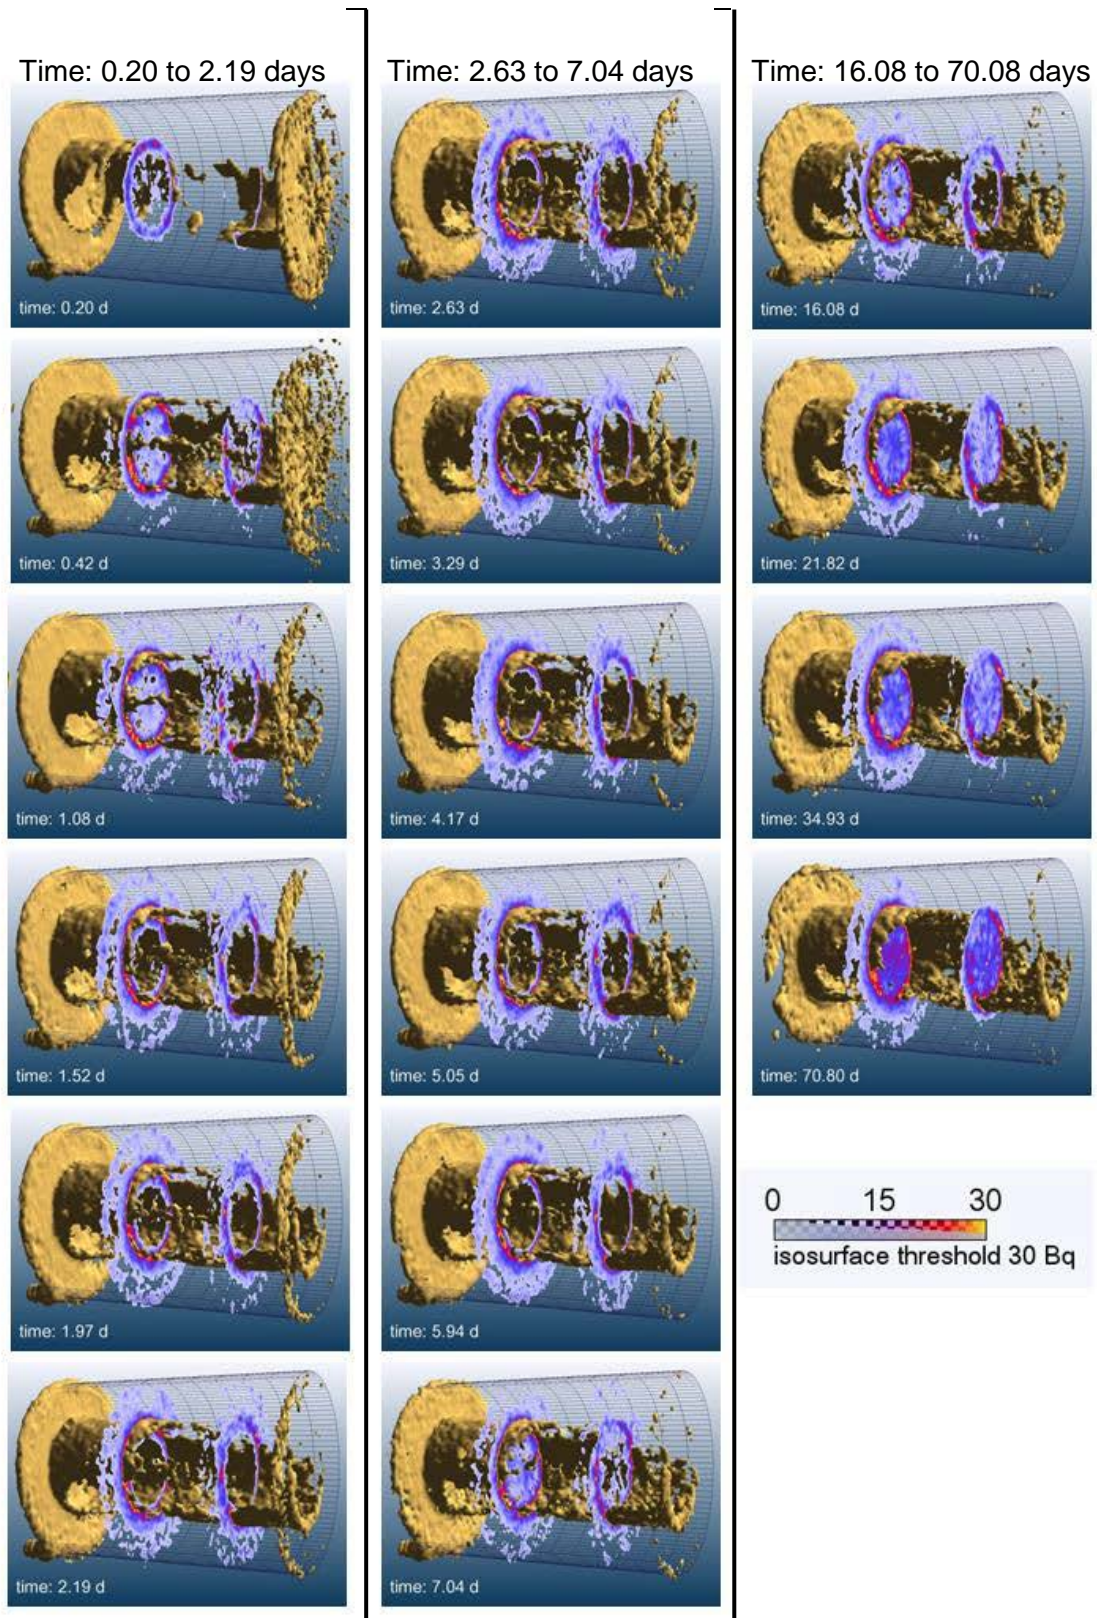 Time: 0.20 to 2.19 days
time: 0.20 d
time: 0.42 d
time: 1.08 d
time: 1.52 d
time: 1.97 d
time: 2.19 d
Time: 2.63 to 7.04 days
time: 2.63 d
time: 3.29 d
time: 4.17 d
time: 5.05 d
time: 5.94 d
time: 7.04 d
Time: 16.08 to 70.08 days
time: 16.08 d
time: 21.82 d
time: 34.93 d
time: 70.80 d
0 15 30
isosurface threshold 30 Bq